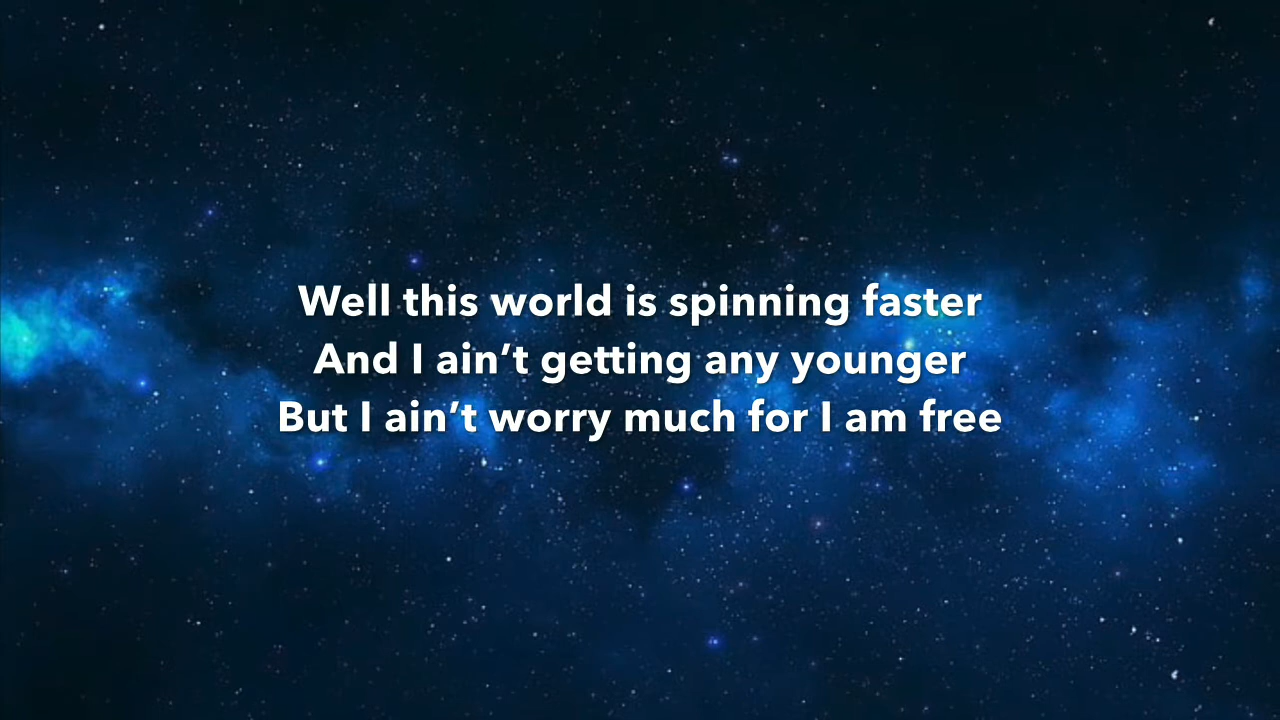 Well this world is spinning faster
And I ain’t getting any younger
But I ain’t worry much for I am free